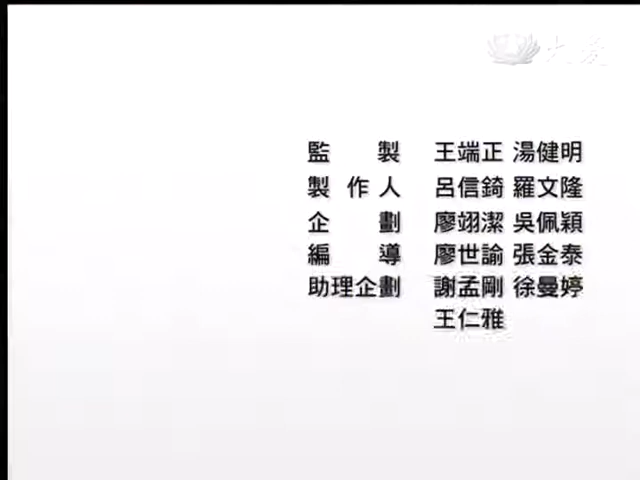 大愛
監製 王端正 湯健明
製作人 呂信錡 羅文隆
企劃 廖翊潔 吳佩穎
編導 廖世諭 張金泰
助理企劃 謝孟剛 徐曼婷
王仁雅